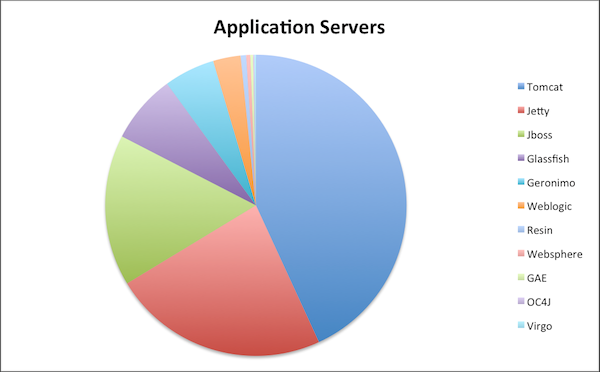 Application Servers
Tomcat
Jetty
Jboss
Glassfish
Geronimo
Weblogic
Resin
Websphere
GAE
OC4J
Virgo